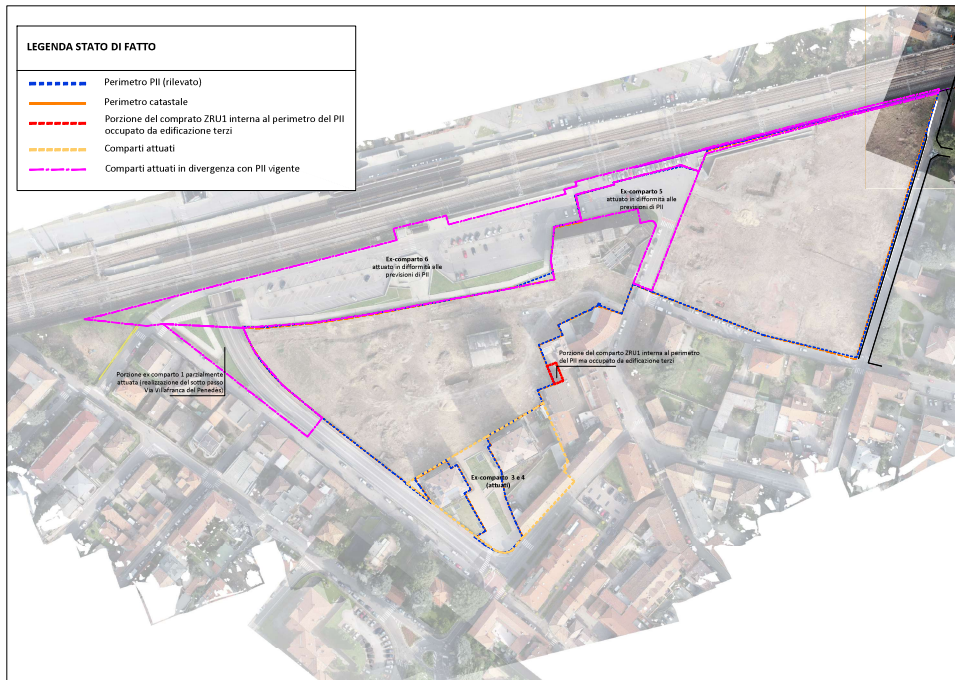 LEGENDA STATO DI FATTO
Perimetro PII (rilevato)
Perimetro catastale
Porzione del comprato ZRU1 interna al perimetro del PII
occupato da edificazione terzi
Comparti attuati
Comparti attuati in divergenza con PII vigente
Ex-comparto 5
attuato in difformità alle
previsioni di PII
Ex-comparto 6
attuato in difformità alle
previsioni di PII
Porzione del comparto ZRU1 interna al perimetro
del PII ma occupato da edificazione terzi
Porzione ex comparto 1 parzialmente
attuata (realizzazione del sotto passo
Via Villafranca del Penedès)
Ex-comparto 3 e 4
(attuati)